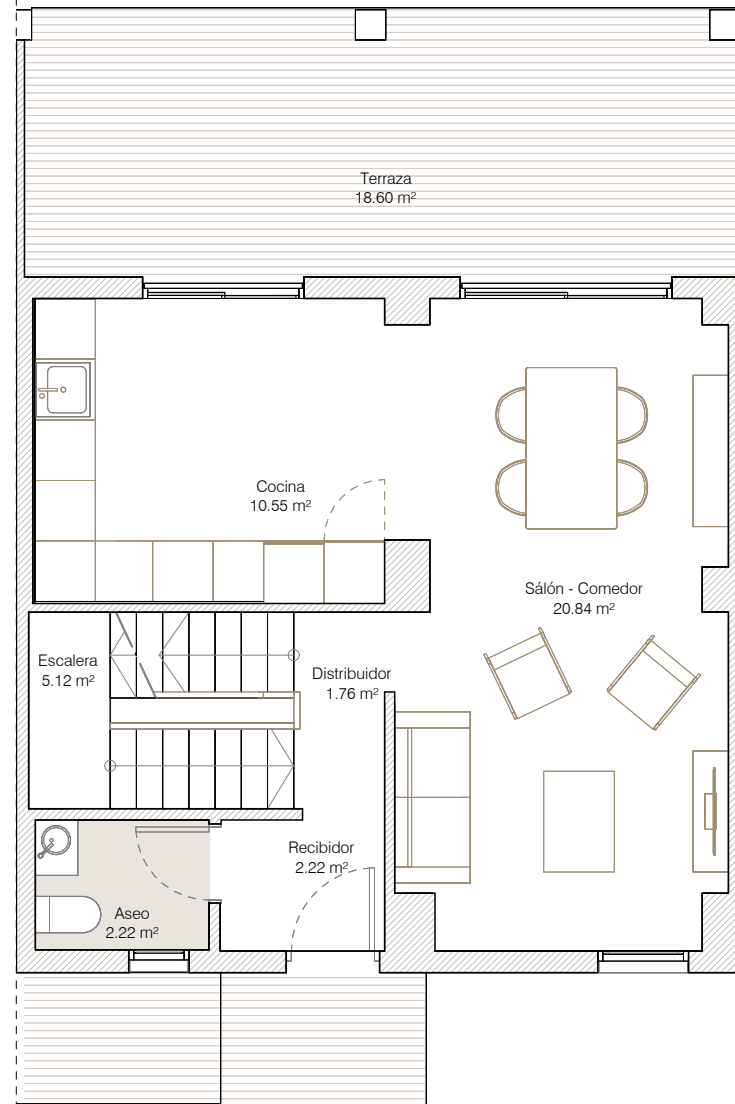 Terraza
18.60 m²
Cocina
10.55 m²
Sálón - Comedor
20.84 m²
Escalera
5.12 m²
Distribuidor
1.76 m²
Recibidor
2.22 m²
Aseo
2.22 m²